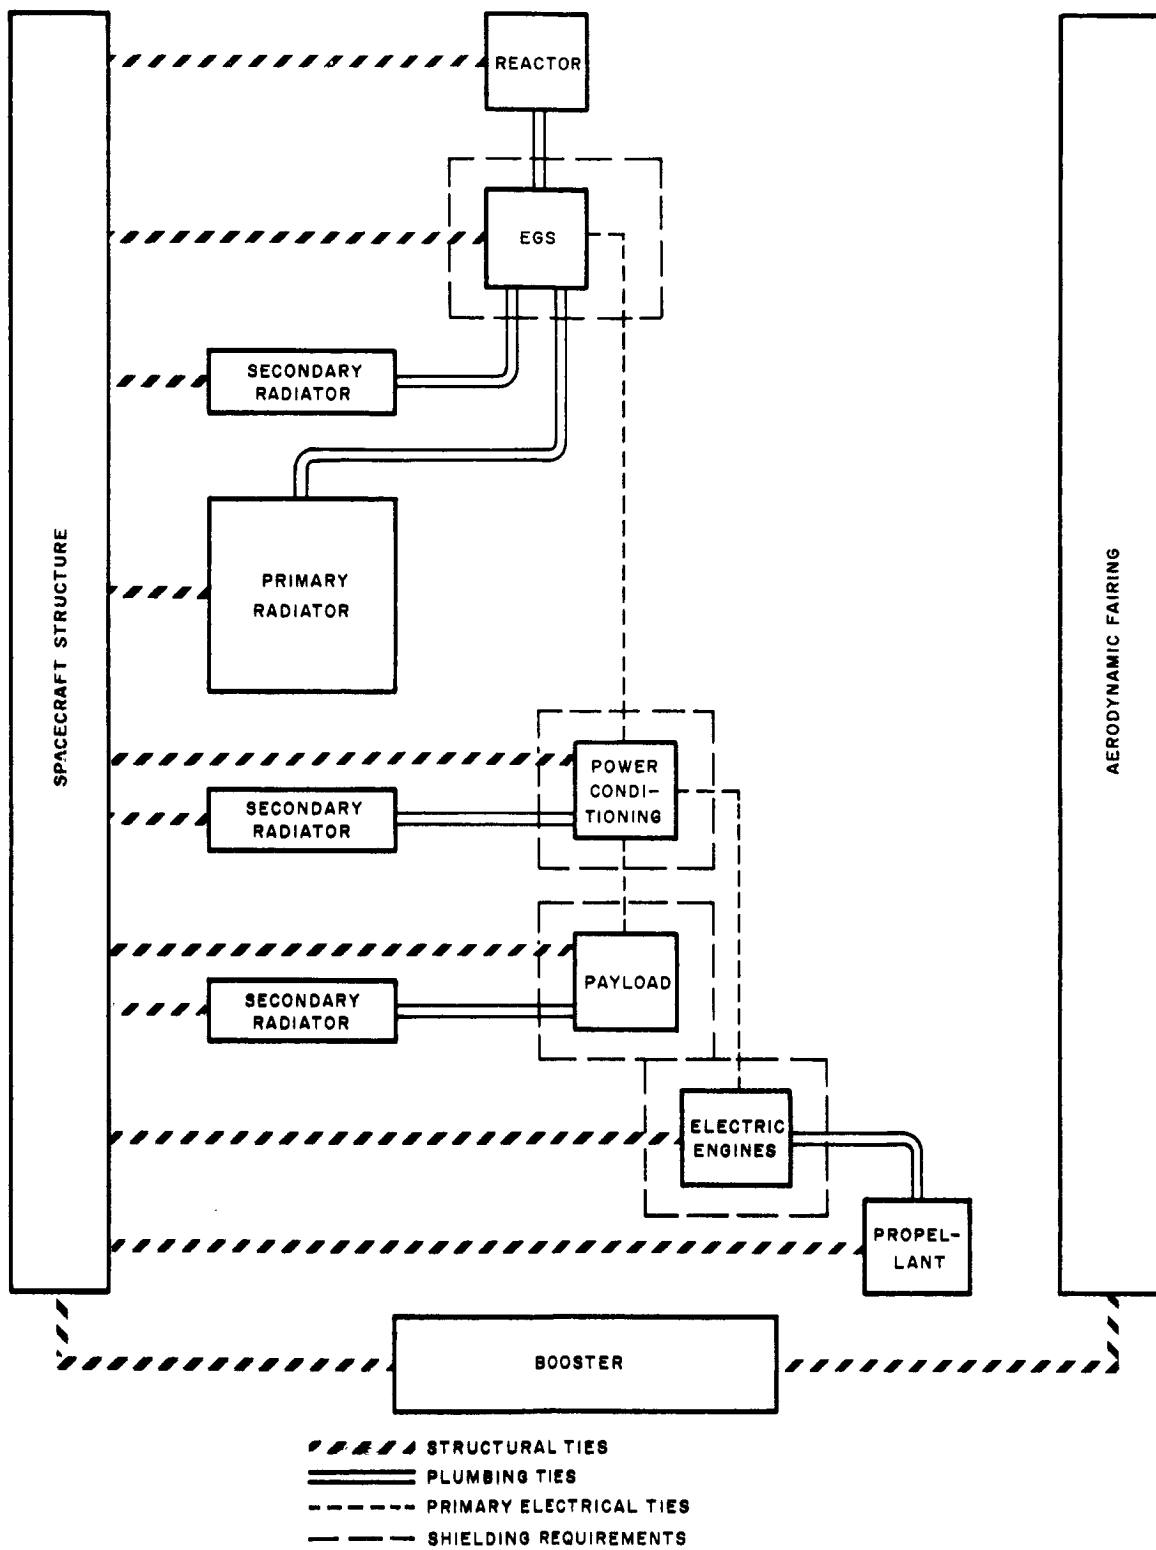 REACTOR
EGS
SECONDARY
RADIATOR
PRIMARY
RADIATOR
SPACECRAFT STRUCTURE
AERODYNAMIC FAIRING
POWER
CONDI-
TIONING
SECONDARY
RADIATOR
PAYLOAD
SECONDARY
RADIATOR
ELECTRIC
ENGINES
PROPEL-
LANT
BOOSTER
STRUCTURAL TIES
PLUMBING TIES
PRIMARY ELECTRICAL TIES
SHIELDING REQUIREMENTS